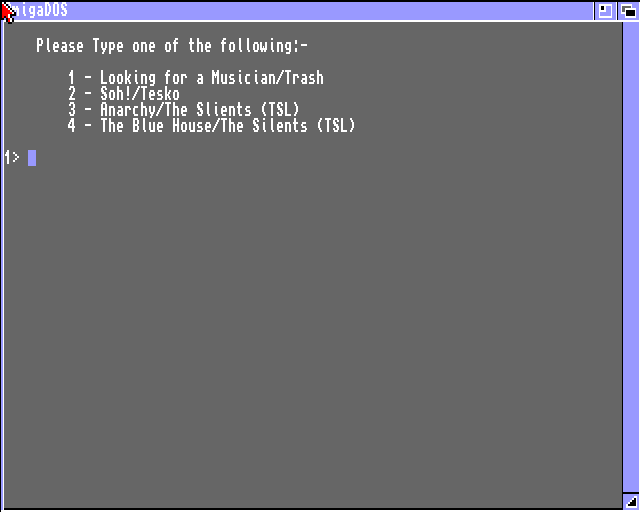 AmigaDOS
Please Type one of the following:-
1 - Looking for a Musician/Trash
2 - Soh!/Tesko
3 - Anarchy/The Slients (TSL)
4 - The Blue House/The Silents (TSL)
1>